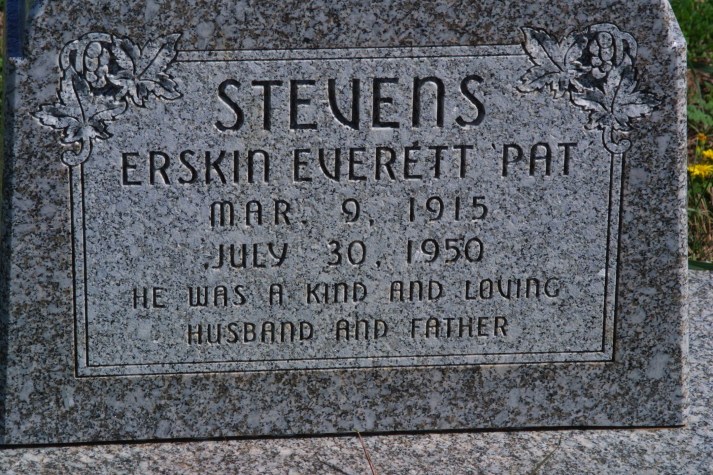 STEVENS
ERSKIN EVERETT 'PAT'
MAR. 9, 1915
JULY 30, 1950
HE WAS A KIND AND LOVING
HUSBAND AND FATHER